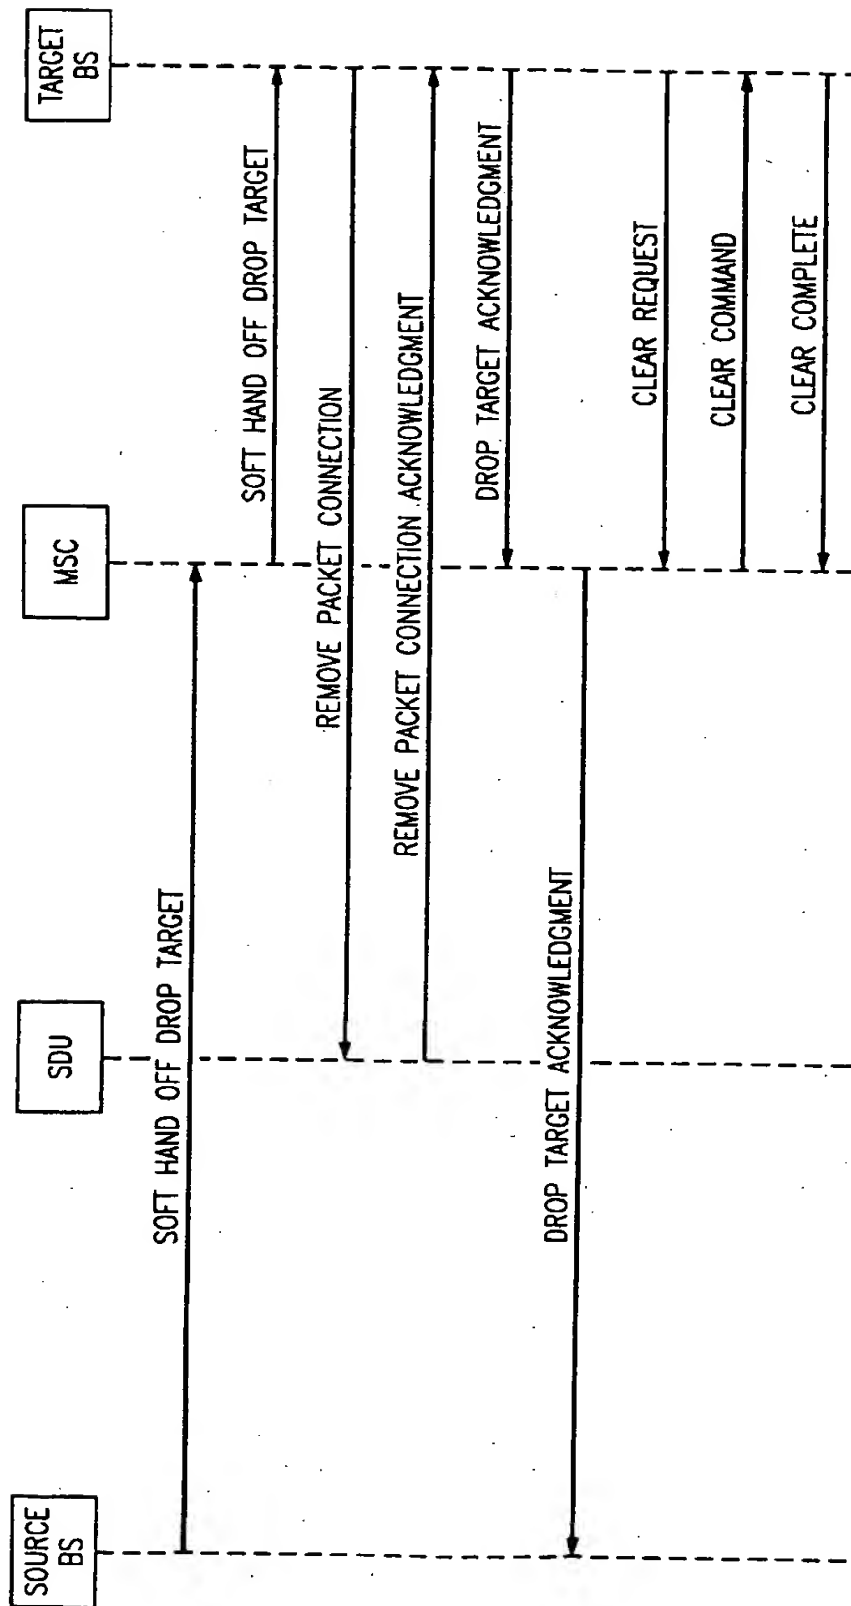 SOURCE
BS
SDU
MSC
TARGET
BS
SOFT HAND OFF DROP TARGET
SOFT HAND OFF DROP TARGET
REMOVE PACKET CONNECTION
REMOVE PACKET CONNECTION ACKNOWLEDGMENT
DROP TARGET ACKNOWLEDGMENT
DROP TARGET ACKNOWLEDGMENT
CLEAR REQUEST
CLEAR COMMAND
CLEAR COMPLETE